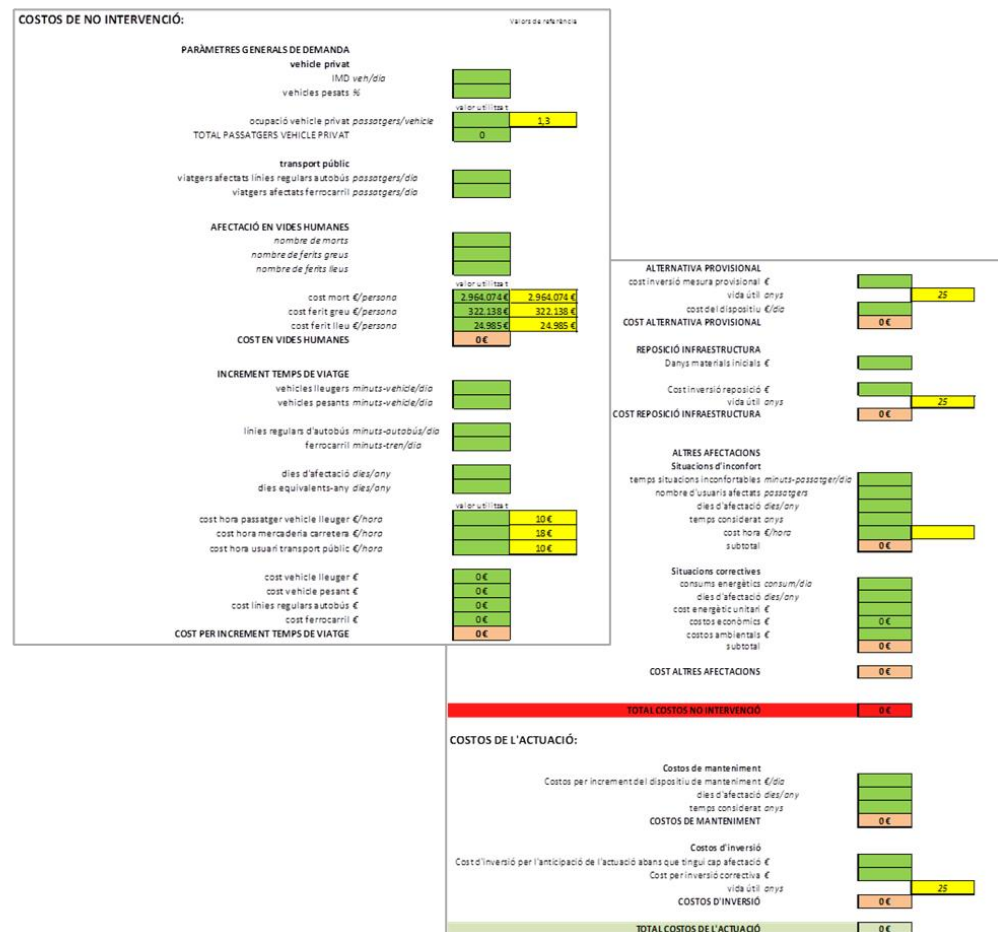 COSTOS DE NO INTERVENCIÓ: Valors de referència
PARÀMETRES GENERALS DE DEMANDA
vehicle privat
IMD veh/dia
vehicles pesats %
valor utilitzat
ocupació vehicle privat passatgers/vehicle 1,3
TOTAL PASSATGERS VEHICLE PRIVAT 0
transport públic
viatgers afectats línies regulars autobús passatgers/dia
viatgers afectats ferrocarril passatgers/dia
AFECTACIÓ EN VIDES HUMANES
nombre de morts
nombre de ferits greus
nombre de ferits lleus
valor utilitzat
cost mort €/persona 2.964.074 € 2.964.074 €
cost ferit greu €/persona 322.138 € 322.138 €
cost ferit lleu €/persona 24.985 € 24.985 €
COST EN VIDES HUMANES 0 €
INCREMENT TEMPS DE VIATGE
vehicles lleugers minuts-vehicle/dia
vehicles pesants minuts-vehicle/dia
línies regulars d'autobús minuts-autobús/dia
ferrocarril minuts-tren/dia
dies d'afectació dies/any
dies equivalents-any dies/any
valor utilitzat
cost hora passatger vehicle lleuger €/hora 10 €
cost hora mercaderia carretera €/hora 18 €
cost hora usuari transport públic €/hora 10 €
cost vehicle lleuger € 0 €
cost vehicle pesant € 0 €
cost línies regulars autobús € 0 €
cost ferrocarril € 0 €
COST PER INCREMENT TEMPS DE VIATGE 0 €
ALTERNATIVA PROVISIONAL
cost inversió mesura provisional €
vida útil anys 25
cost del dispositiu €/dia
COST ALTERNATIVA PROVISIONAL 0 €
REPOSICIÓ INFRAESTRUCTURA
Danys materials inicials €
Cost inversió reposició €
vida útil anys 25
COST REPOSICIÓ INFRAESTRUCTURA 0 €
ALTRES AFECTACIONS
Situacions d'inconfort
temps situacions inconfortables minuts-passatger/dia
nombre d'usuaris afectats passatgers
dies d'afectació dies/any
temps considerat anys
cost hora €/hora
subtotal 0 €
Situacions correctives
consums energètics consum/dia
dies d'afectació dies/any
cost energètic unitari €
costos econòmics € 0 €
costos ambientals €
subtotal 0 €
COST ALTRES AFECTACIONS 0 €
TOTAL COSTOS NO INTERVENCIÓ 0 €
COSTOS DE L'ACTUACIÓ:
Costos de manteniment
Costos per increment del dispositiu de manteniment €/dia
dies d'afectació dies/any
temps considerat anys
COSTOS DE MANTENIMENT 0 €
Costos d'inversió
Cost d'inversió per l'anticipació de l'actuació abans que tingui cap afectació €
Cost per inversió correctiva €
vida útil anys 25
COSTOS D'INVERSIÓ 0 €
TOTAL COSTOS DE L'ACTUACIÓ 0 €